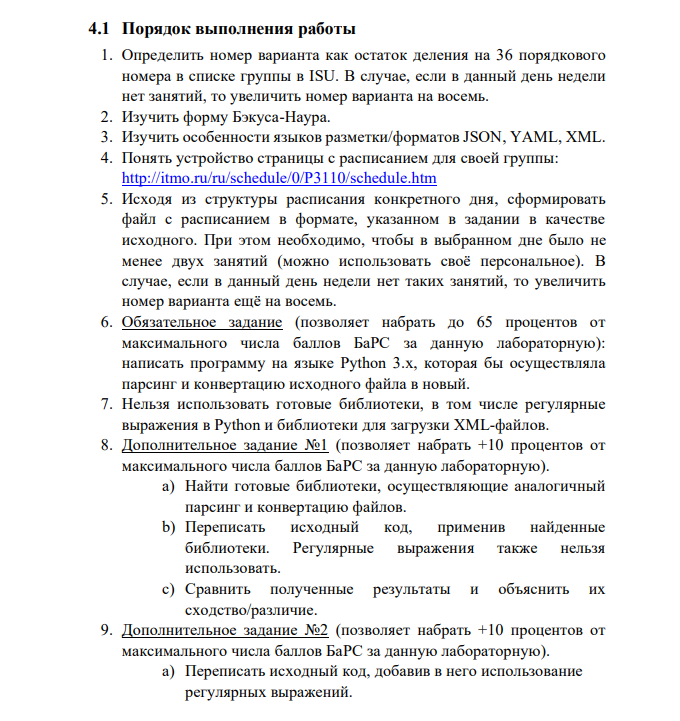 4.1 Порядок выполнения работы
1. Определить номер варианта как остаток деления на 36 порядкового
номера в списке группы в ISU. В случае, если в данный день недели
нет занятий, то увеличить номер варианта на восемь.
2. Изучить форму Бэкуса-Наура.
3. Изучить особенности языков разметки/форматов JSON, YAML, XML.
4. Понять устройство страницы с расписанием для своей группы:
http://itmo.ru/ru/schedule/0/P3110/schedule.htm
5. Исходя из структуры расписания конкретного дня, сформировать
файл с расписанием в формате, указанном в задании в качестве
исходного. При этом необходимо, чтобы в выбранном дне было не
менее двух занятий (можно использовать своё персональное). В
случае, если в данный день недели нет таких занятий, то увеличить
номер варианта ещё на восемь.
6. Обязательное задание (позволяет набрать до 65 процентов от
максимального числа баллов БаРС за данную лабораторную):
написать программу на языке Python 3.x, которая бы осуществляла
парсинг и конвертацию исходного файла в новый.
7. Нельзя использовать готовые библиотеки, в том числе регулярные
выражения в Python и библиотеки для загрузки XML-файлов.
8. Дополнительное задание №1 (позволяет набрать +10 процентов от
максимального числа баллов БаРС за данную лабораторную).
a) Найти готовые библиотеки, осуществляющие аналогичный
парсинг и конвертацию файлов.
b) Переписать исходный код, применив найденные
библиотеки. Регулярные выражения также нельзя
использовать.
c) Сравнить полученные результаты и объяснить их
сходство/различие.
9. Дополнительное задание №2 (позволяет набрать +10 процентов от
максимального числа баллов БаРС за данную лабораторную).
a) Переписать исходный код, добавив в него использование
регулярных выражений.